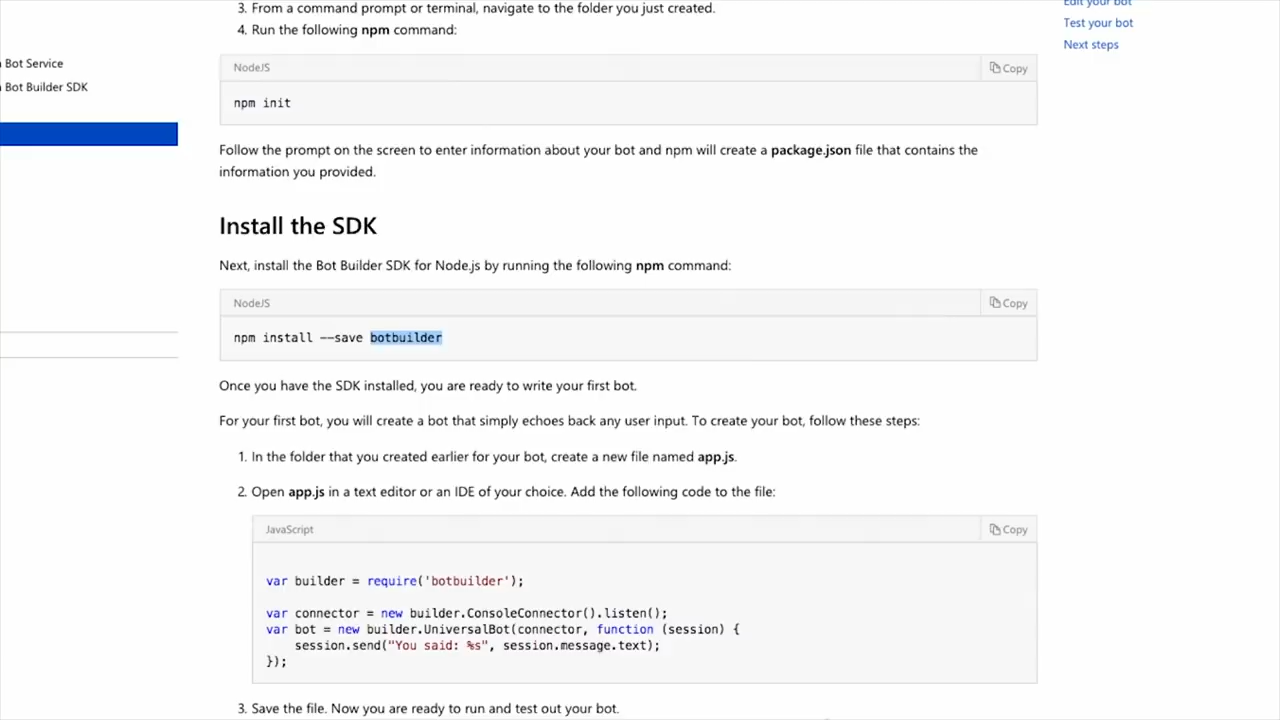 3. From a command prompt or terminal, navigate to the folder you just created.
4. Run the following npm command:
Edit your bot
Test your bot
Next steps
Bot Service
Bot Builder SDK
NodeJS
Copy
npm init
Follow the prompt on the screen to enter information about your bot and npm will create a package.json file that contains the
information you provided.
Install the SDK
Next, install the Bot Builder SDK for Node.js by running the following npm command:
NodeJS
Copy
npm install --save botbuilder
Once you have the SDK installed, you are ready to write your first bot.
For your first bot, you will create a bot that simply echoes back any user input. To create your bot, follow these steps:
1. In the folder that you created earlier for your bot, create a new file named app.js.
2. Open app.js in a text editor or an IDE of your choice. Add the following code to the file:
JavaScript
Copy
var builder = require('botbuilder');
var connector = new builder.ConsoleConnector().listen();
var bot = new builder.UniversalBot(connector, function (session) {
session.send("You said: %s", session.message.text);
});
3. Save the file. Now you are ready to run and test out your bot.